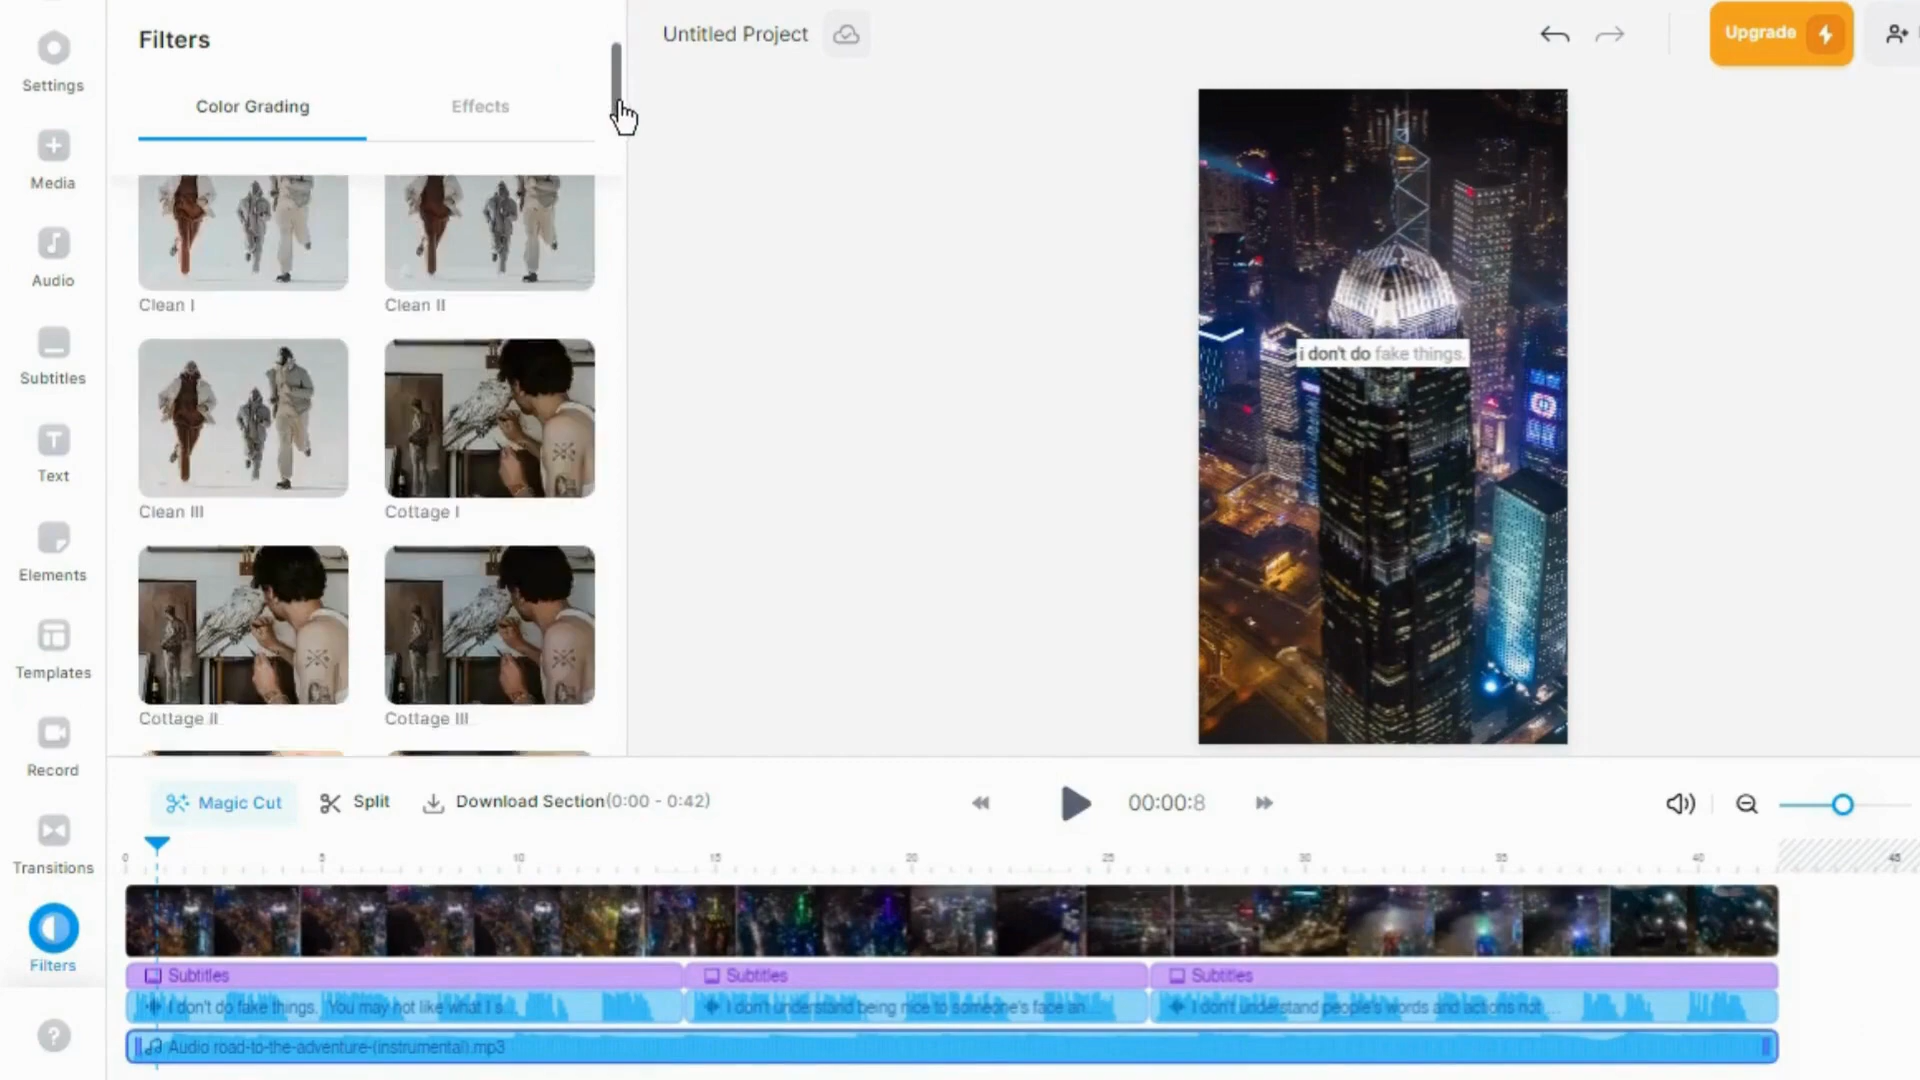 Filters
Untitled Project
Upgrade
Color Grading
Effects
Settings
Media
Audio
Subtitles
Text
Elements
Templates
Record
Transitions
Filters
Clean I
Clean II
Clean III
Cottage I
Cottage II
Cottage III
i don't do fake things.
Magic Cut
Split
Download Section(0:00 - 0:42)
00:00:8
0 5 10 15 20 25 30 35 40 45
Subtitles
Subtitles
Subtitles
I don't do fake things. You may not like what I s...
I don't understand being nice to someone's face an...
I don't understand people's words and actions not ...
Audio road-to-the-adventure-(instrumental).mp3
?